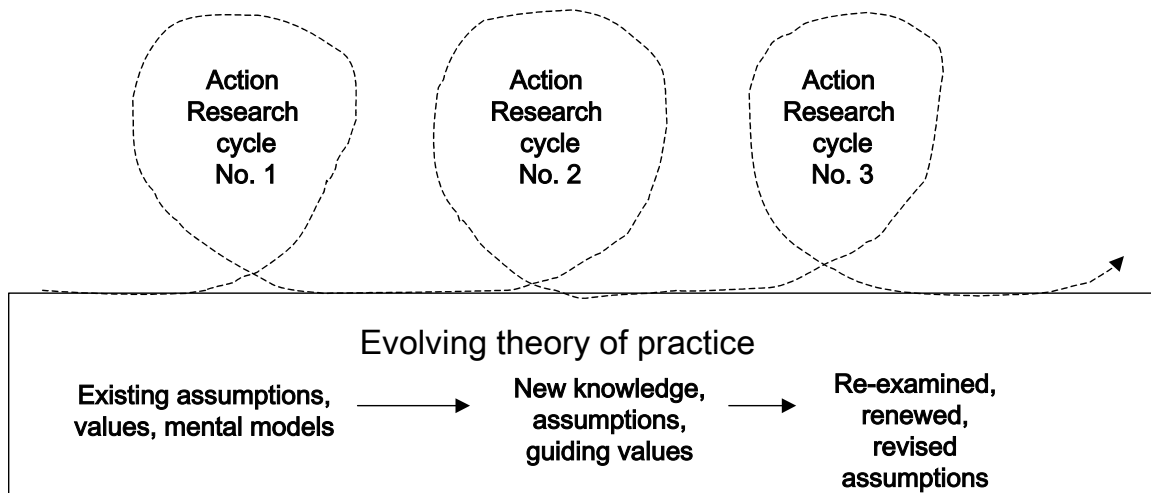 Action
Research
cycle
No. 1
Action
Research
cycle
No. 2
Action
Research
cycle
No. 3
Evolving theory of practice
Existing assumptions,
values, mental models
New knowledge,
assumptions,
guiding values
Re-examined,
renewed,
revised
assumptions